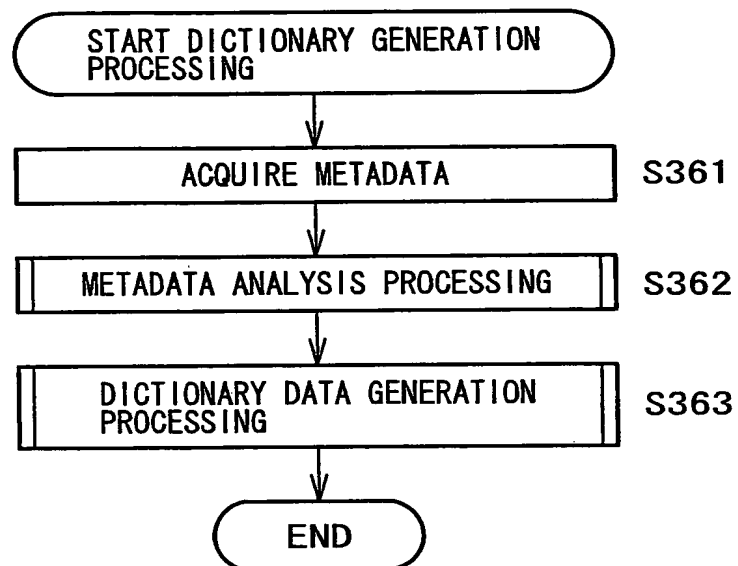 START DICTIONARY GENERATION
PROCESSING
ACQUIRE METADATA S361
METADATA ANALYSIS PROCESSING S362
DICTIONARY DATA GENERATION
PROCESSING S363
END